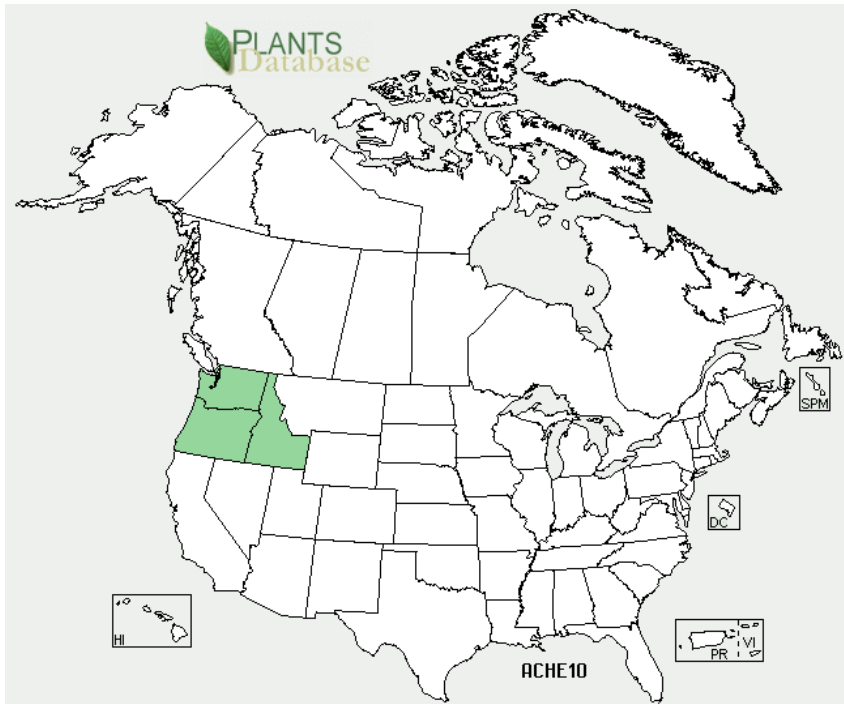 PLANTS
Database
SPM
DC
HI
PR
VI
ACHE10